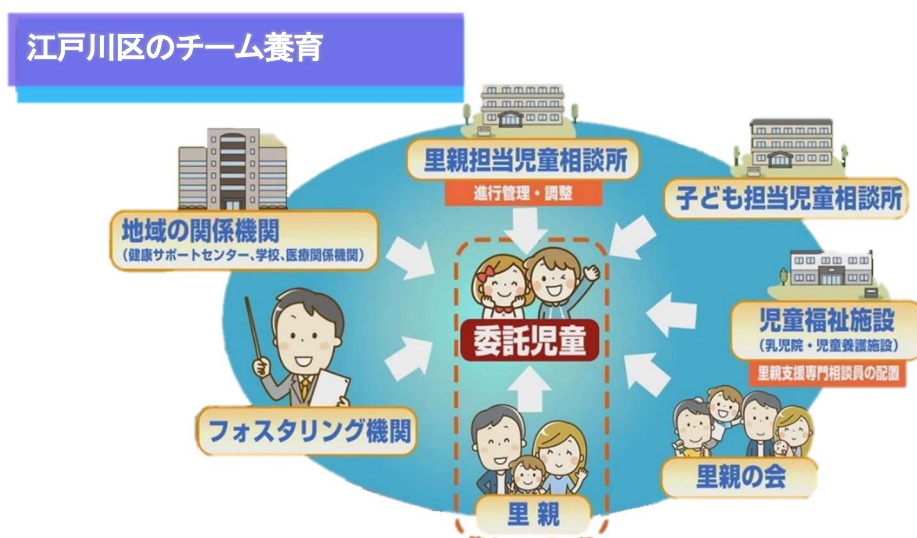 江戸川区のチーム養育
里親担当児童相談所
進行管理・調整
子ども担当児童相談所
地域の関係機関
(健康サポートセンター、学校、医療関係機関)
委託児童
児童福祉施設
(乳児院・児童養護施設)
里親支援専門相談員の配置
フォスタリング機関
里親の会
里親